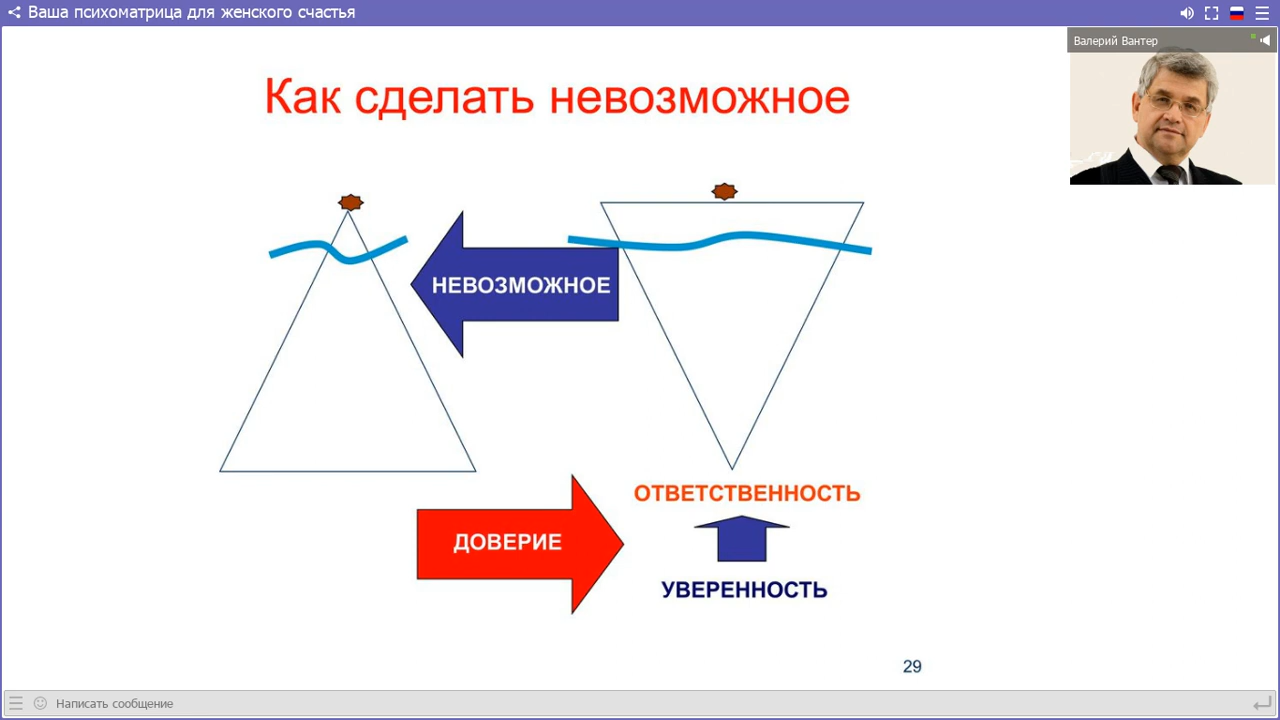 Ваша психоматрица для женского счастья
Валерий Вантер
Как сделать невозможное
НЕВОЗМОЖНОЕ
ОТВЕТСТВЕННОСТЬ
ДОВЕРИЕ
УВЕРЕННОСТЬ
29
Написать сообщение